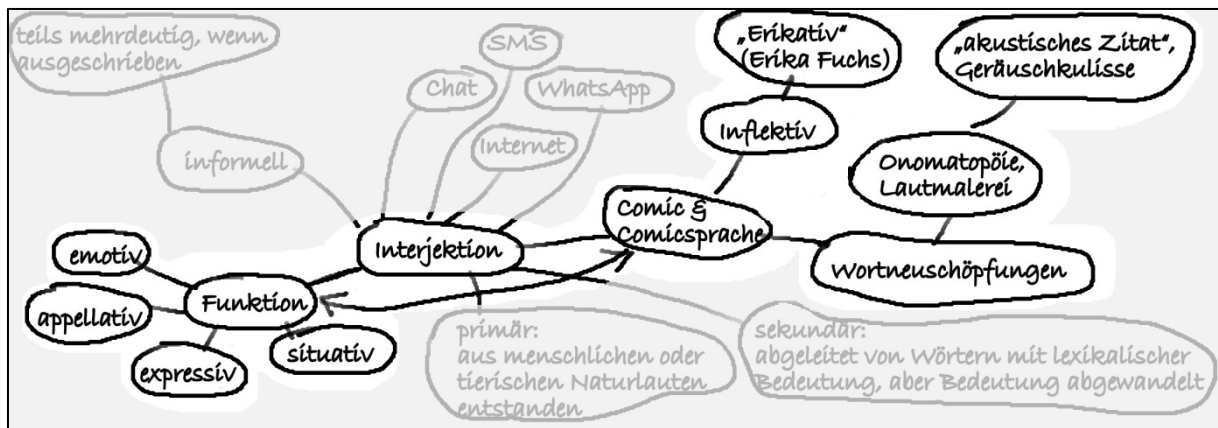 teils mehrdeutig, wenn
ausgeschrieben
informell
Chat
SMS
WhatsApp
Internet
„Erikativ“
(Erika Fuchs)
Inflektiv
„akustisches Zitat“,
Geräuschkulisse
Onomatopöie,
Lautmalerei
Comic &
Comicsprache
Wortneuschöpfungen
Interjektion
emotiv
appellativ
expressiv
situativ
Funktion
primär:
aus menschlichen oder
tierischen Naturlauten
entstanden
sekundär:
abgeleitet von Wörtern mit lexikalischer
Bedeutung, aber Bedeutung abgewandelt